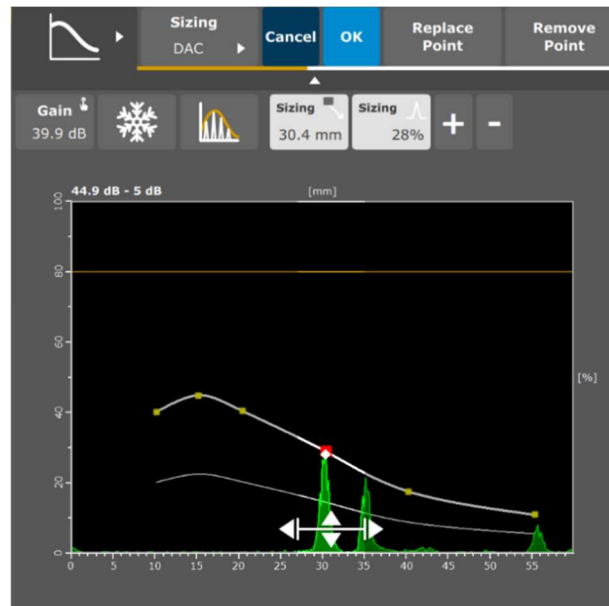 Sizing
DAC
Cancel
OK
Replace
Point
Remove
Point
Gain
39.9 dB
Sizing
30.4 mm
Sizing
28%
+ -
44.9 dB - 5 dB
[mm]
100
80
60
40
20
0
[%]
0 5 10 15 20 25 30 35 40 45 50 55